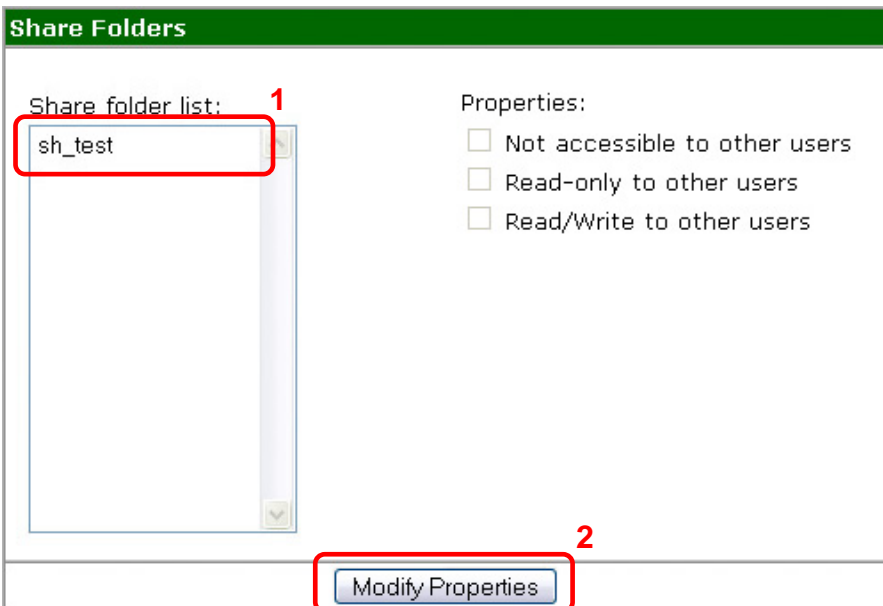 Share Folders
Share folder list: 1
sh_test
Properties:
Not accessible to other users
Read-only to other users
Read/Write to other users
2
Modify Properties